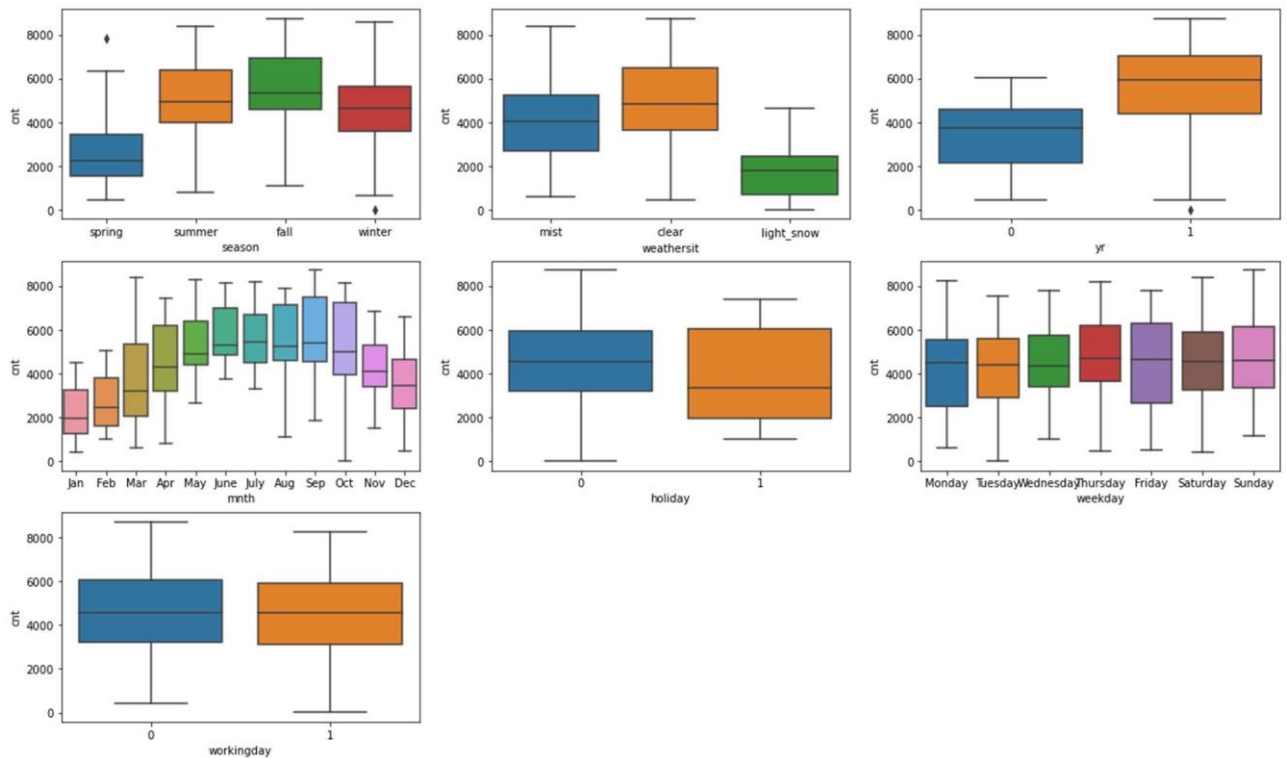 8000
6000
4000
2000
0
cnt
spring summer fall winter
season
8000
6000
4000
2000
0
cnt
mist clear light_snow
weathersit
8000
6000
4000
2000
0
cnt
0 1
yr
8000
6000
4000
2000
0
cnt
Jan Feb Mar Apr May June July Aug Sep Oct Nov Dec
mnth
8000
6000
4000
2000
0
cnt
0 1
holiday
8000
6000
4000
2000
0
cnt
Monday Tuesday Wednesday Thursday Friday Saturday Sunday
weekday
8000
6000
4000
2000
0
cnt
0 1
workingday